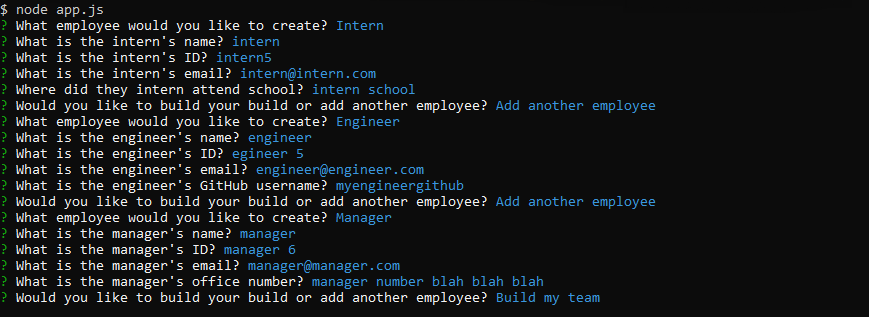 $ node app.js
? What employee would you like to create? Intern
? What is the intern's name? intern
? What is the intern's ID? intern5
? What is the intern's email? intern@intern.com
? Where did they intern attend school? intern school
? Would you like to build your build or add another employee? Add another employee
? What employee would you like to create? Engineer
? What is the engineer's name? engineer
? What is the engineer's ID? egineer 5
? What is the engineer's email? engineer@engineer.com
? What is the engineer's GitHub username? myengineergithub
? Would you like to build your build or add another employee? Add another employee
? What employee would you like to create? Manager
? What is the manager's name? manager
? What is the manager's ID? manager 6
? What is the manager's email? manager@manager.com
? What is the manager's office number? manager number blah blah blah
? Would you like to build your build or add another employee? Build my team